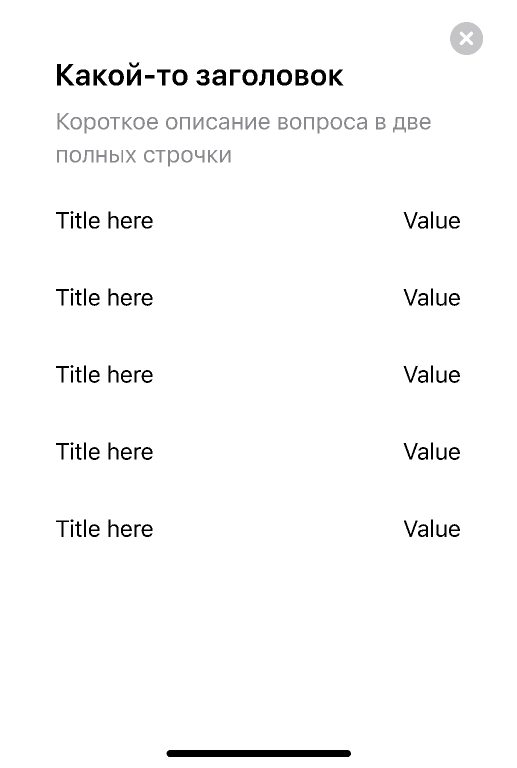 Какой-то заголовок
Короткое описание вопроса в две
полных строчки
Title here Value
Title here Value
Title here Value
Title here Value
Title here Value